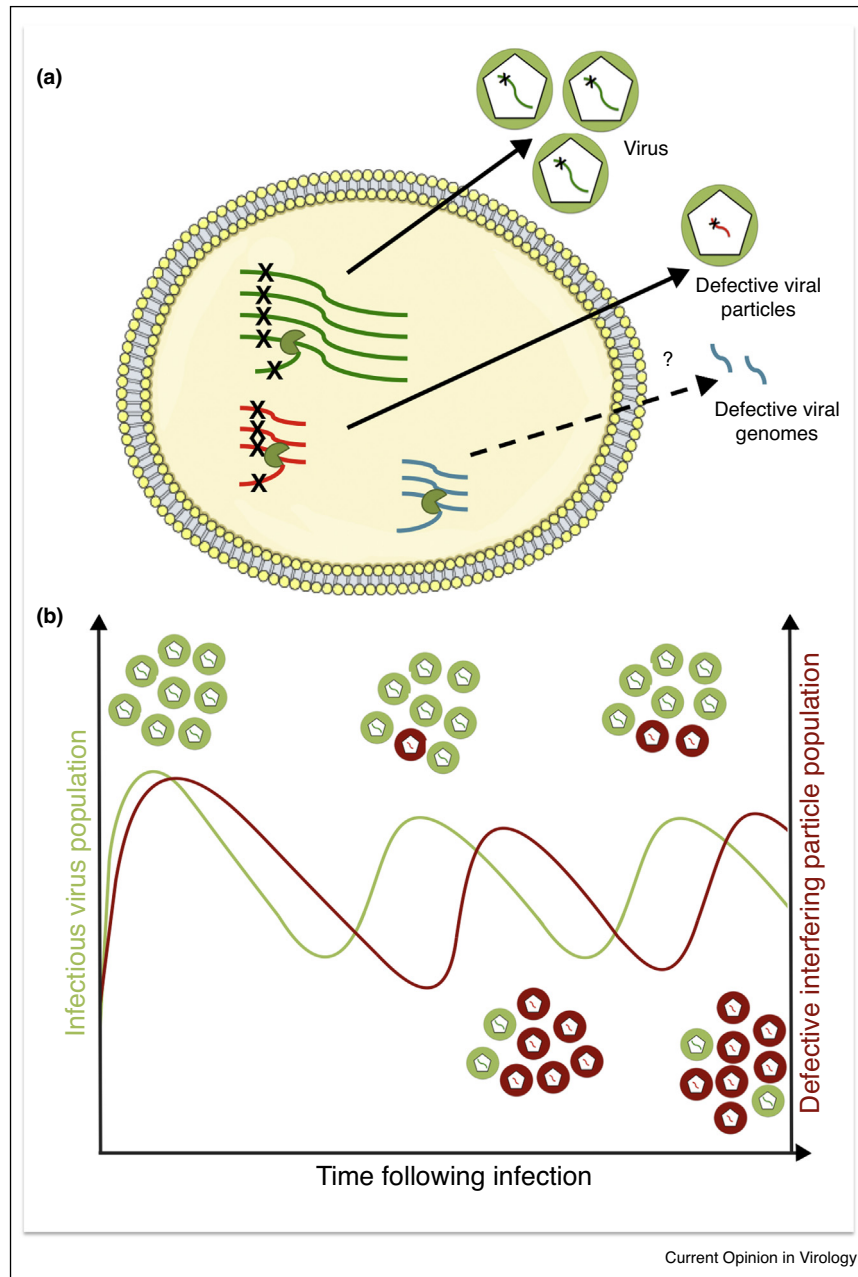 (a)
Virus
Defective viral
particles
?
Defective viral
genomes
X
X
X
X
X
X
X
X
X
(b)
Infectious virus population
Defective interfering particle population
Time following infection
Current Opinion in Virology